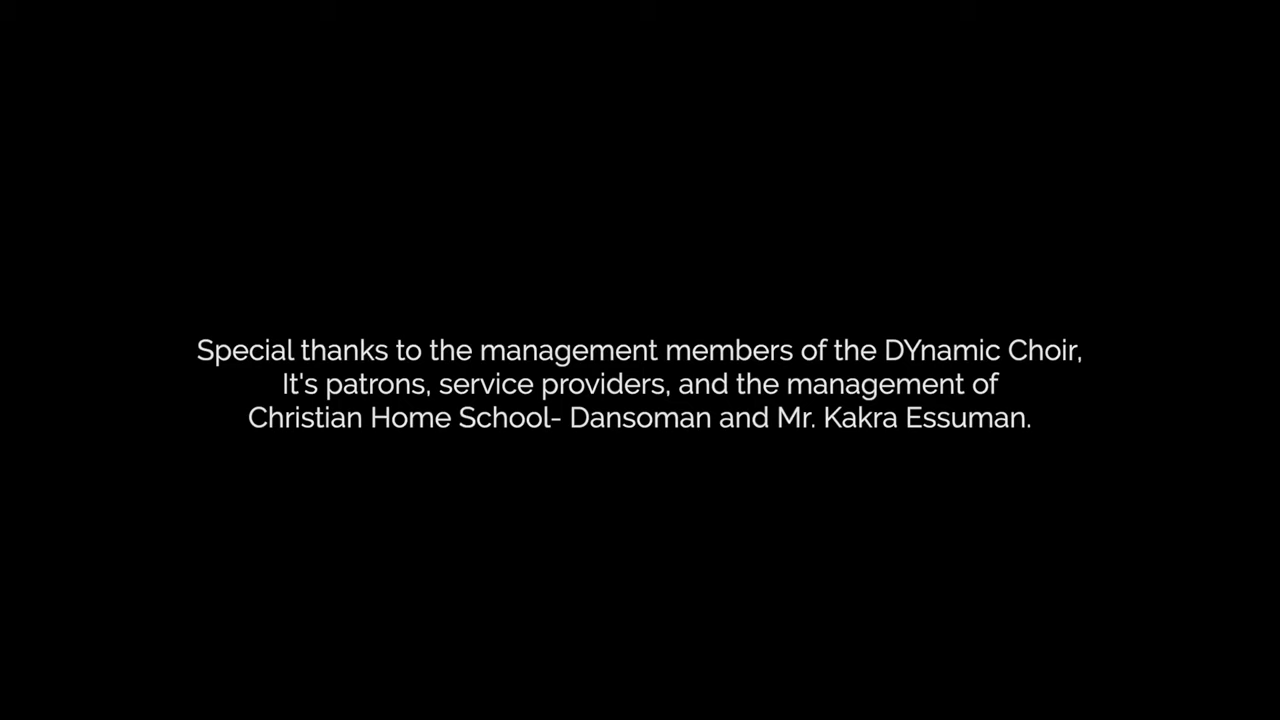 Special thanks to the management members of the DYnamic Choir,
It's patrons, service providers, and the management of
Christian Home School- Dansoman and Mr. Kakra Essuman.